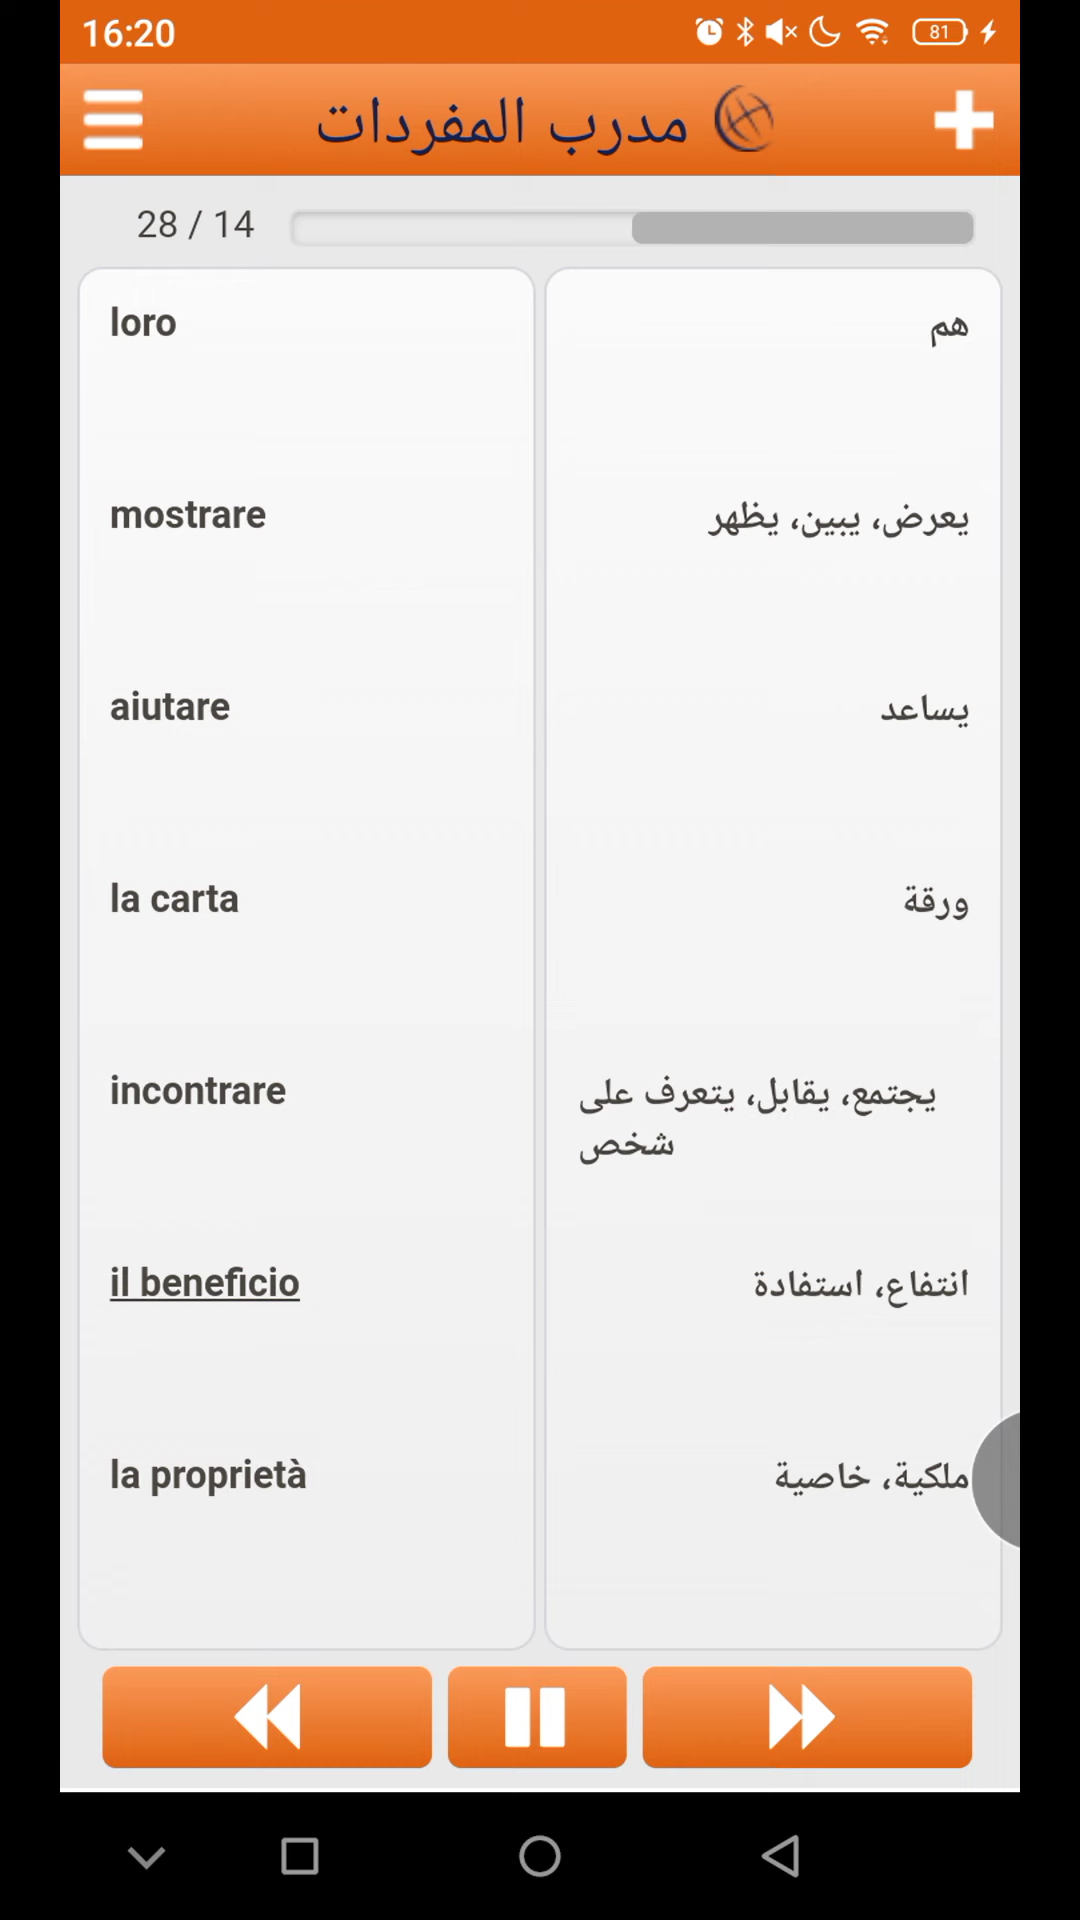 16:20
81
مدرب المفردات
28 / 14
loro
هم
mostrare
يعرض، يبين، يظهر
aiutare
يساعد
la carta
ورقة
incontrare
يجتمع، يقابل، يتعرف على
شخص
il beneficio
انتفاع، استفادة
la proprietà
ملكية، خاصية